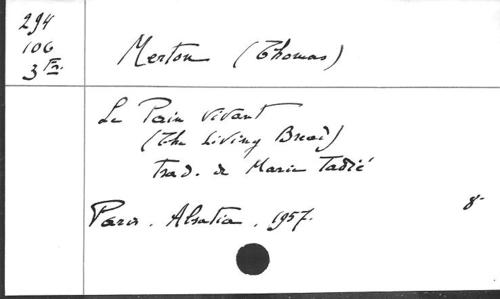 294
106
3 Fr.
Merton (Thomas)
Le Pain vivant
(The Living Bread)
trad. de Marie Tadié
Paris. Alsatia. 1957. 8°